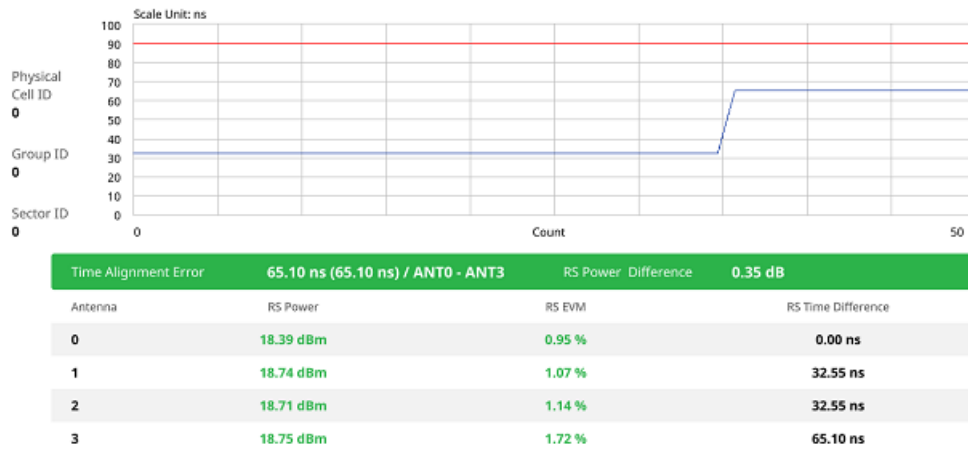 Scale Unit: ns
100
90
80
70
60
50
40
30
20
10
0
Physical
Cell ID
0
Group ID
0
Sector ID
0
0 Count 50
Time Alignment Error 65.10 ns (65.10 ns) / ANT0 - ANT3 RS Power Difference 0.35 dB
Antenna RS Power RS EVM RS Time Difference
0 18.39 dBm 0.95 % 0.00 ns
1 18.74 dBm 1.07 % 32.55 ns
2 18.71 dBm 1.14 % 32.55 ns
3 18.75 dBm 1.72 % 65.10 ns